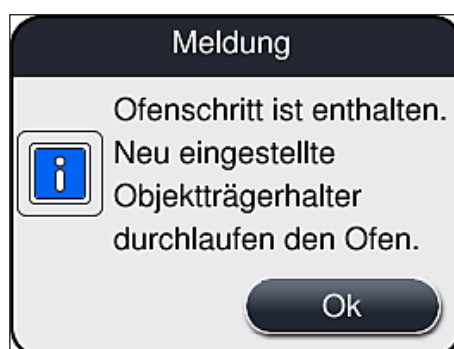 Meldung
Ofenschritt ist enthalten.
Neu eingestellte
Objektträgerhalter
durchlaufen den Ofen.
Ok